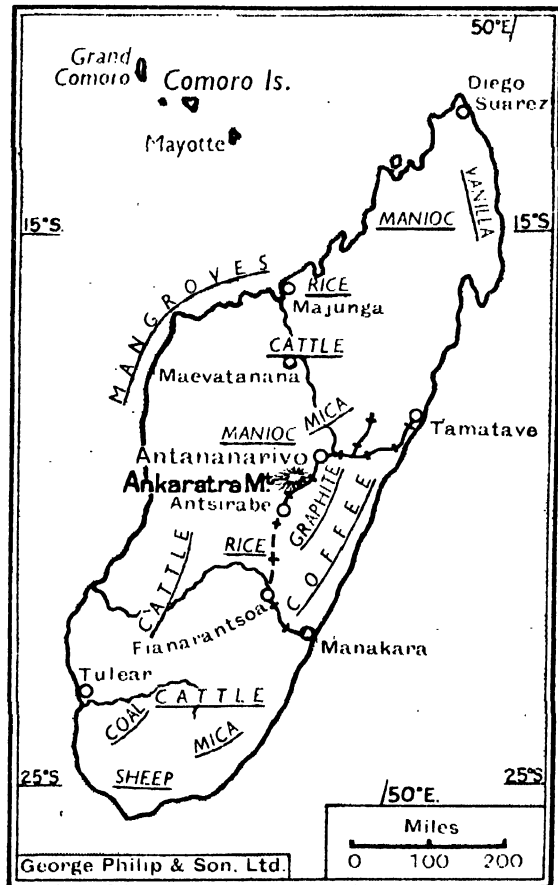 50°E
Grand
Comoro
Comoro Is.
Mayotte
Diego
Suarez
VANILLA
15°S.
MANIOC
15°S
MANGROVES
RICE
Majunga
CATTLE
Maevatanana
MICA
MANIOC
Tamatave
Antananarivo
Ankaratra Mt.
GRAPHITE
Antsirabe
COFFEE
RICE
CATTLE
Fianarantsoa
Manakara
Tulear
CATTLE
COAL
MICA
SHEEP
25°S
25°S
50°E.
Miles
0 100 200
George Philip & Son. Ltd.